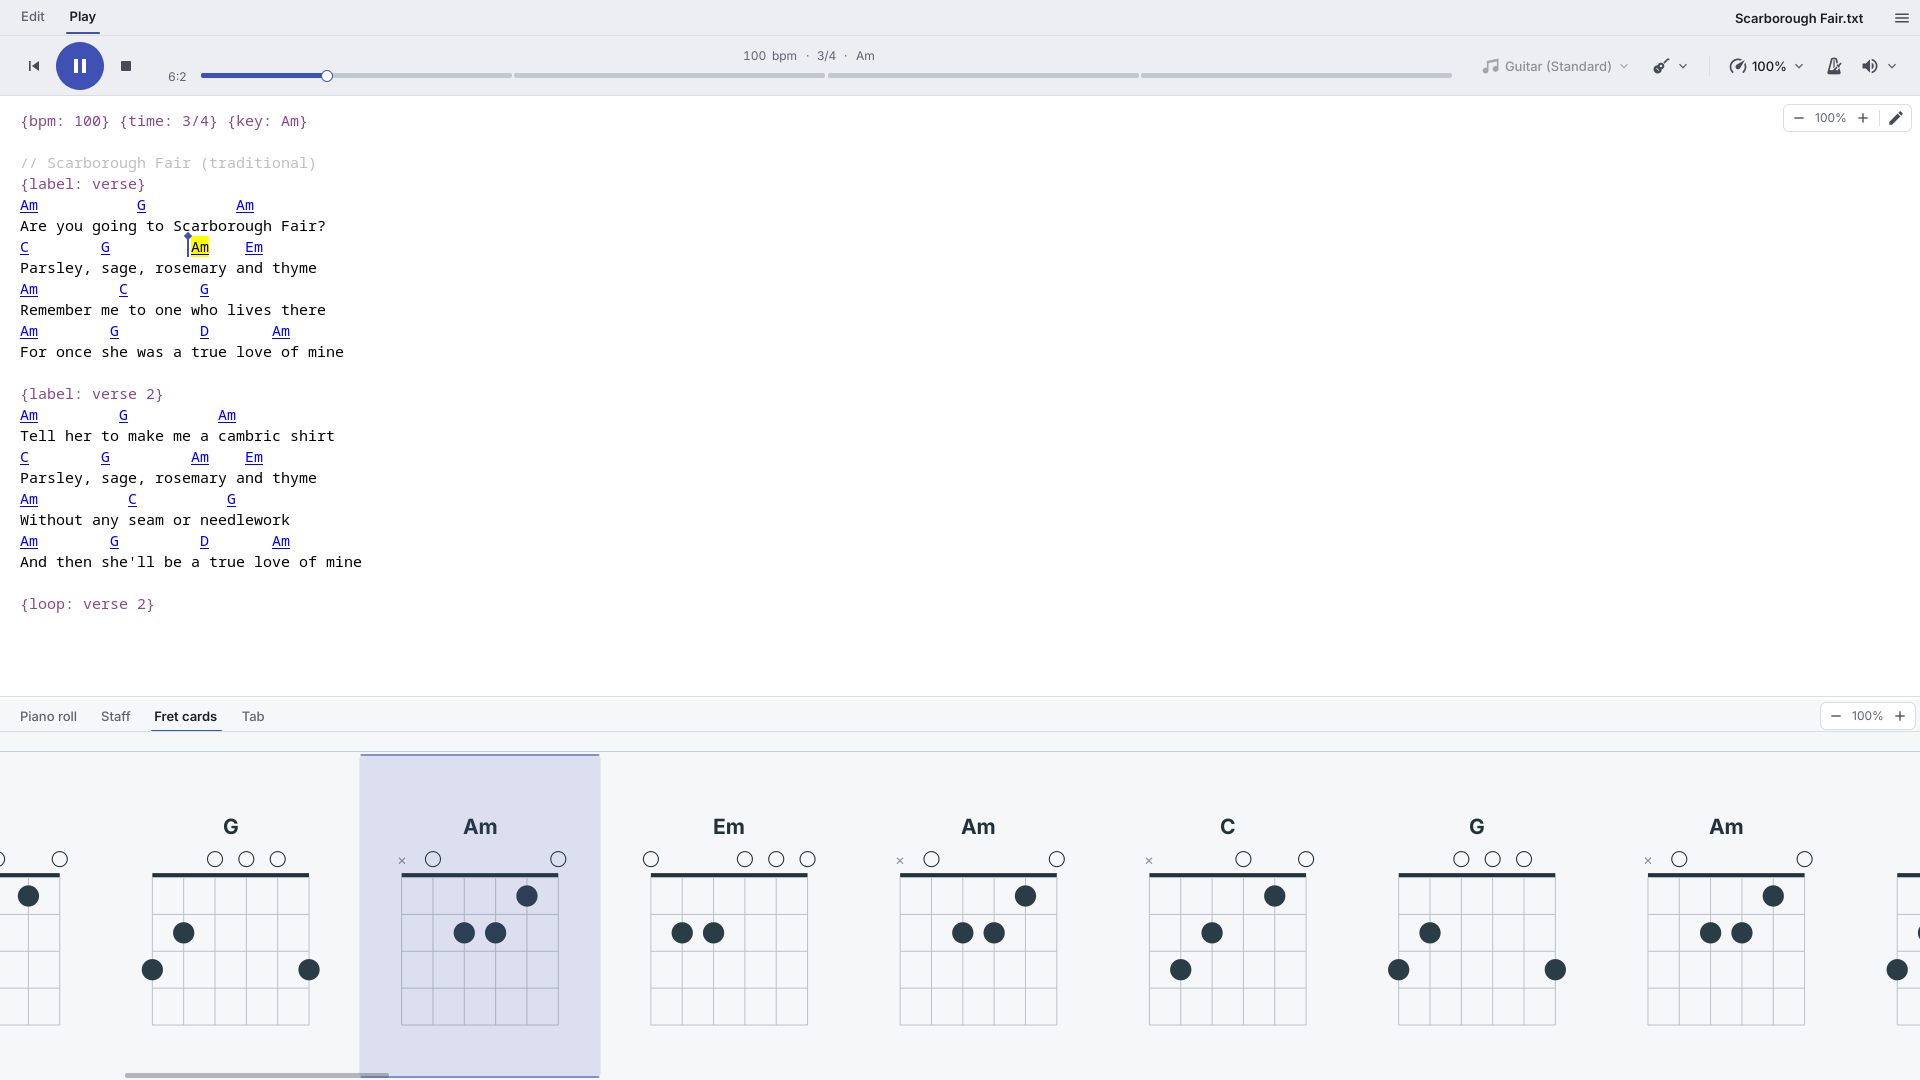 Edit Play Scarborough Fair.txt
100 bpm · 3/4 · Am
6:2 Guitar (Standard) 100%
{bpm: 100} {time: 3/4} {key: Am}
100%
// Scarborough Fair (traditional)
{label: verse}
Am G Am
Are you going to Scarborough Fair?
C G Am Em
Parsley, sage, rosemary and thyme
Am C G
Remember me to one who lives there
Am G D Am
For once she was a true love of mine
{label: verse 2}
Am G Am
Tell her to make me a cambric shirt
C G Am Em
Parsley, sage, rosemary and thyme
Am C G
Without any seam or needlework
Am G D Am
And then she'll be a true love of mine
{loop: verse 2}
Piano roll Staff Fret cards Tab 100%
G Am Em Am C G Am
× × × ×